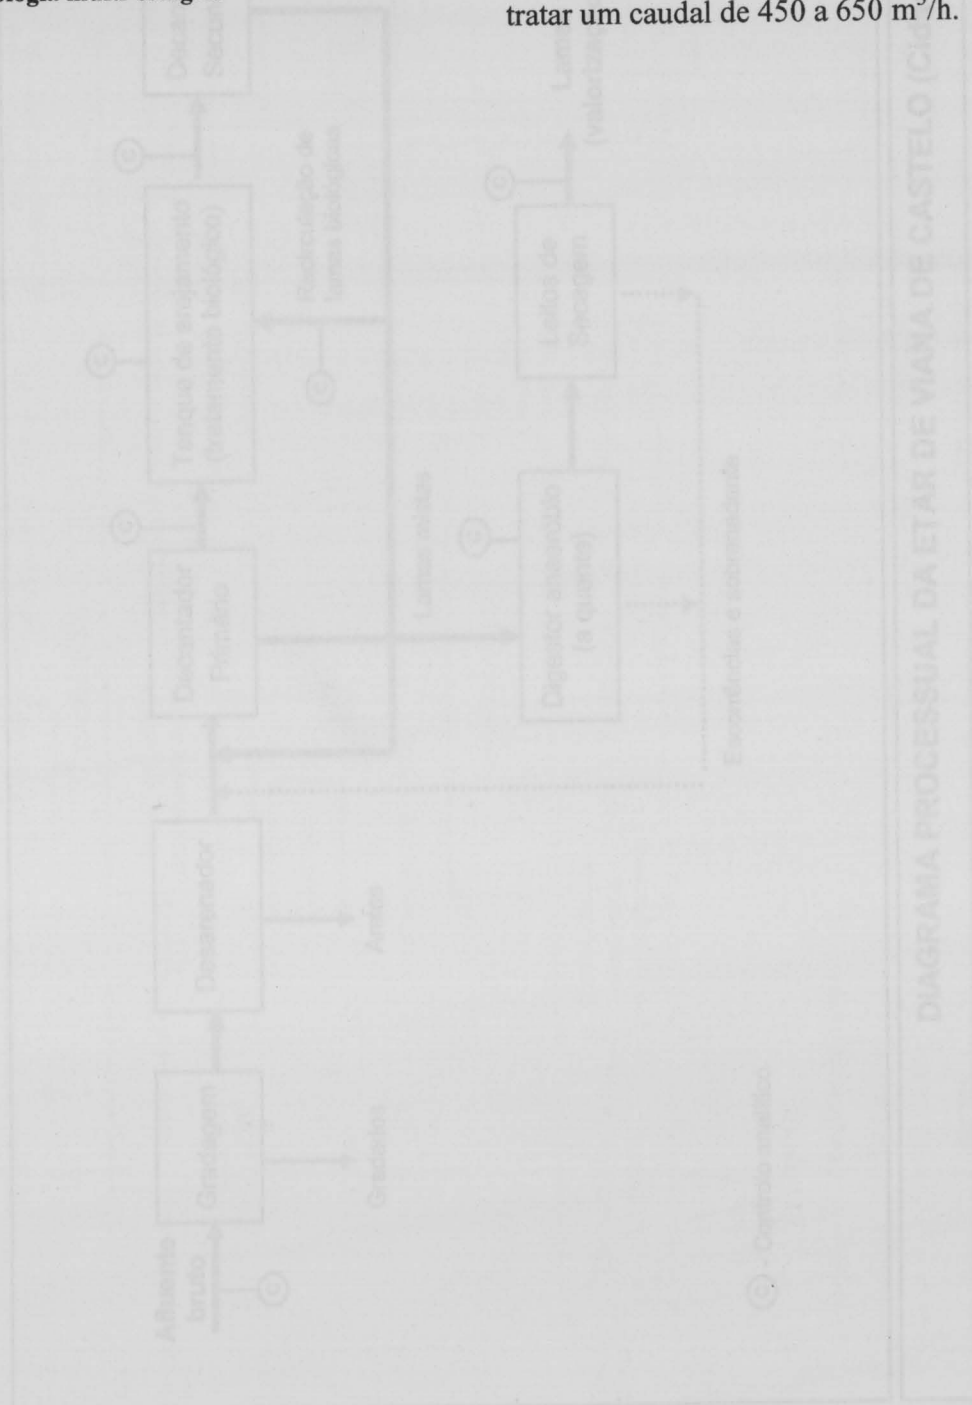 tratar um caudal de 450 a 650 m³/h.
Afluente
bruto
C
Gradagem
Gradados
Desarenador
Areias
Decantador
Primário
C
Tanque de arejamento
(tratamento biológico)
C
C
Recirculação de
lamas biológicas
C
Lamas mistas
Digestor anaeróbio
(a quente)
C
Leitos de
Secagem
C
Escorrências e sobrenadante
C - Controlo analítico
DIAGRAMA PROCESSUAL DA ETAR DE VIANA DE CASTELO